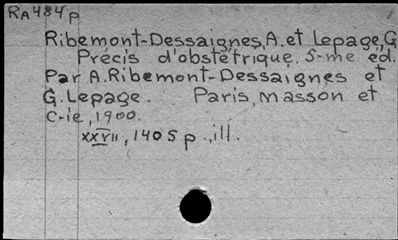 RA484p
Ribemont-Dessaignes, A. et Lepage, G
Précis d'obstétrique. 5-me éd.
Par A. Ribemont-Dessaignes et
G. Lepage. Paris, Masson et
C-ie, 1900.
XXVII, 1405 p., ill.